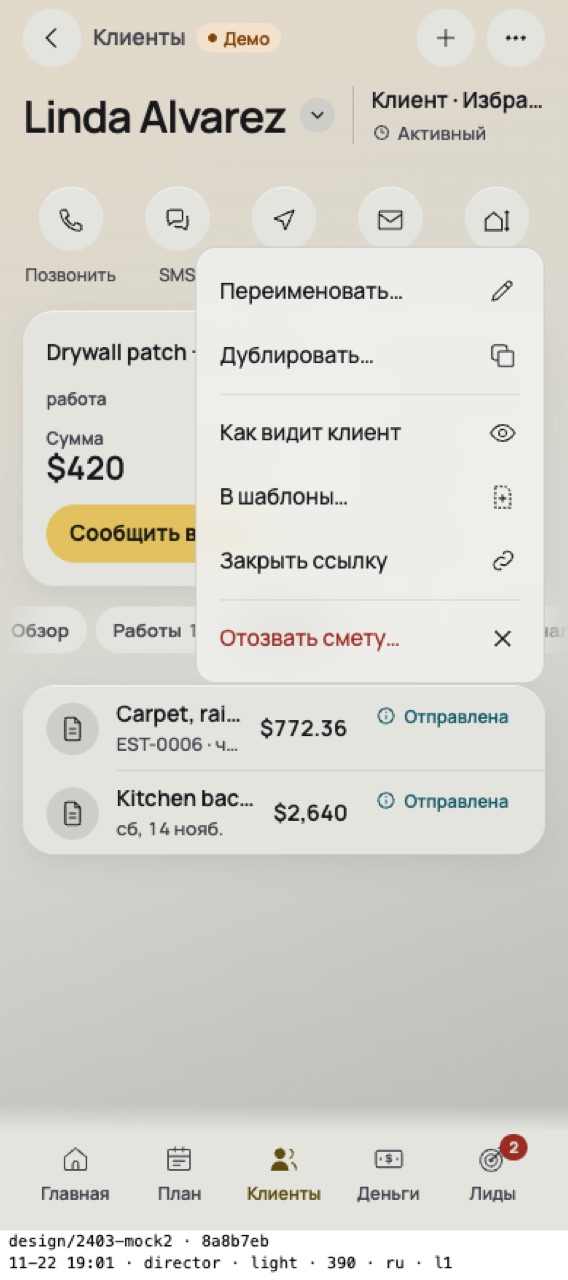 Клиенты
Демо
Linda Alvarez
Клиент · Избра...
Активный
Позвонить
SMS
Переименовать...
Дублировать...
Как видит клиент
В шаблоны...
Закрыть ссылку
Отозвать смету...
Drywall patch
работа
Сумма
$420
Сообщить в
Обзор
Работы 1
Carpet, rai...
$772.36
Отправлена
EST-0006 · ч...
Kitchen bac...
$2,640
Отправлена
сб, 14 нояб.
Главная
План
Клиенты
Деньги
Лиды
2
design/2403-mock2 · 8a8b7eb
11-22 19:01 · director · light · 390 · ru · l1